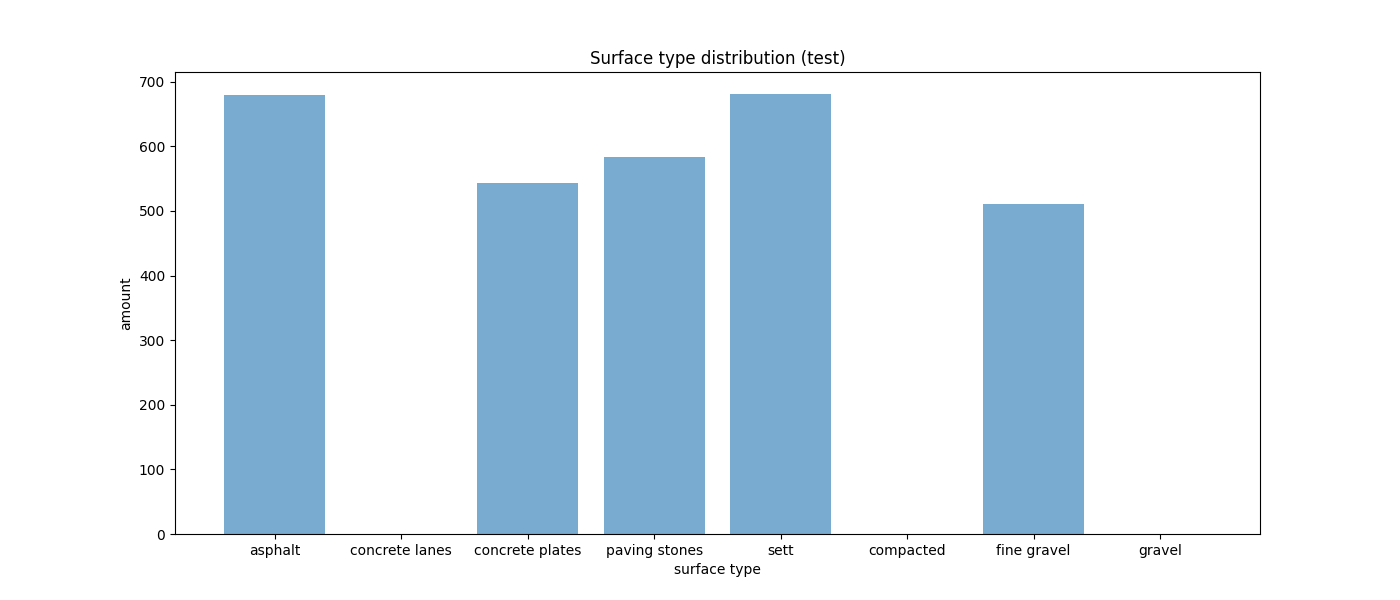 Surface type distribution (test)
700
600
500
400
300
200
100
0
amount
asphalt concrete lanes concrete plates paving stones sett compacted fine gravel gravel
surface type